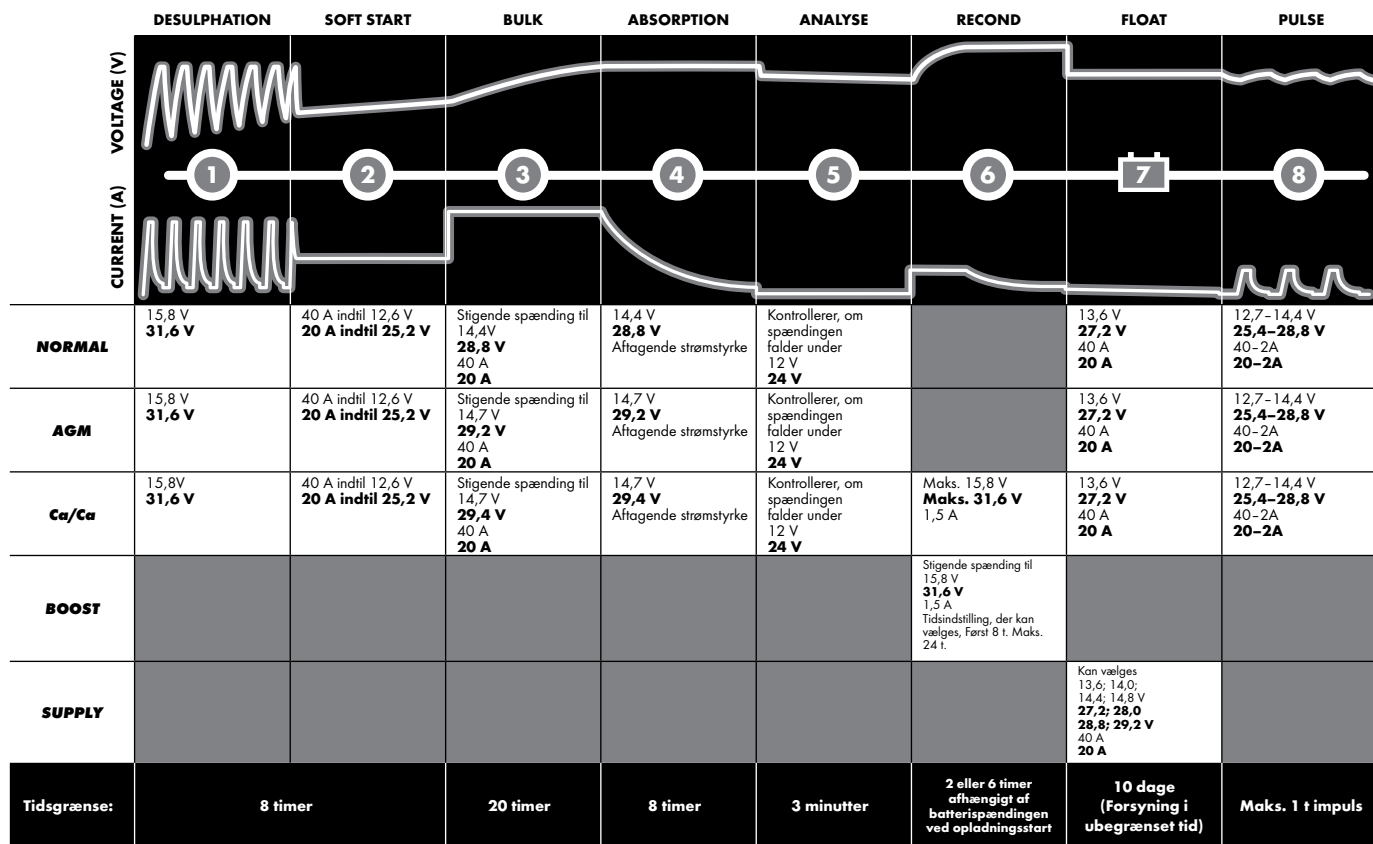 DESULPHATION
SOFT START
BULK
ABSORPTION
ANALYSE
RECOND
FLOAT
PULSE
VOLTAGE (V)
1
2
3
4
5
6
7
8
CURRENT (A)
NORMAL
15,8 V
31,6 V
40 A indtil 12,6 V
20 A indtil 25,2 V
Stigende spænding til
14,4V
28,8 V
40 A
20 A
14,4 V
28,8 V
Aftagende strømstyrke
Kontrollerer, om
spændingen
falder under
12 V
24 V
13,6 V
27,2 V
40 A
20 A
12,7–14,4 V
25,4–28,8 V
40–2A
20–2A
AGM
15,8 V
31,6 V
40 A indtil 12,6 V
20 A indtil 25,2 V
Stigende spænding til
14,7 V
29,2 V
40 A
20 A
14,7 V
29,2 V
Aftagende strømstyrke
Kontrollerer, om
spændingen
falder under
12 V
24 V
13,6 V
27,2 V
40 A
20 A
12,7–14,4 V
25,4–28,8 V
40–2A
20–2A
Ca/Ca
15,8V
31,6 V
40 A indtil 12,6 V
20 A indtil 25,2 V
Stigende spænding til
14,7 V
29,4 V
40 A
20 A
14,7 V
29,4 V
Aftagende strømstyrke
Kontrollerer, om
spændingen
falder under
12 V
24 V
Maks. 15,8 V
Maks. 31,6 V
1,5 A
13,6 V
27,2 V
40 A
20 A
12,7–14,4 V
25,4–28,8 V
40–2A
20–2A
BOOST
Stigende spænding til
15,8 V
31,6 V
1,5 A
Tidsindstilling, der kan
vælges, Først 8 t. Maks.
24 t.
SUPPLY
Kan vælges
13,6; 14,0;
14,4; 14,8 V
27,2; 28,0
28,8; 29,2 V
40 A
20 A
Tidsgrænse:
8 timer
20 timer
8 timer
3 minutter
2 eller 6 timer
afhængigt af
batterispændingen
ved opladningsstart
10 dage
(Forsyning i
ubegrænset tid)
Maks. 1 t impuls